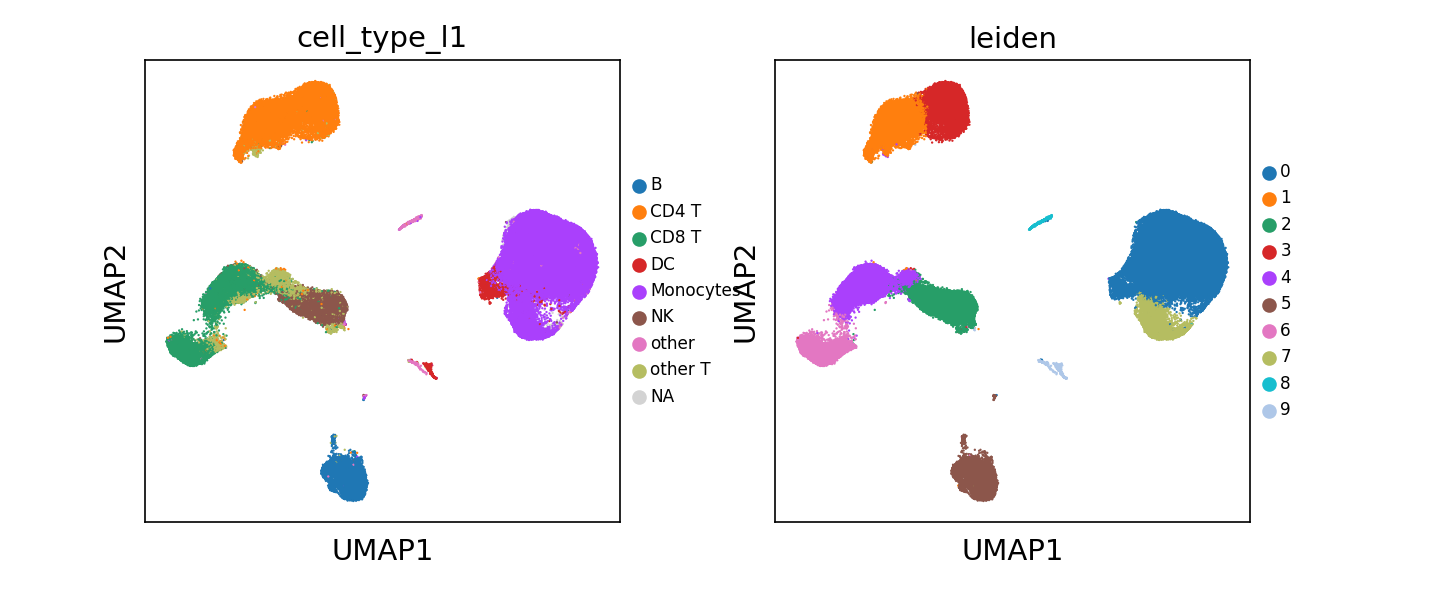 cell_type_l1
UMAP2
UMAP1
B
CD4 T
CD8 T
DC
Monocytes
NK
other
other T
NA
leiden
UMAP2
UMAP1
0
1
2
3
4
5
6
7
8
9